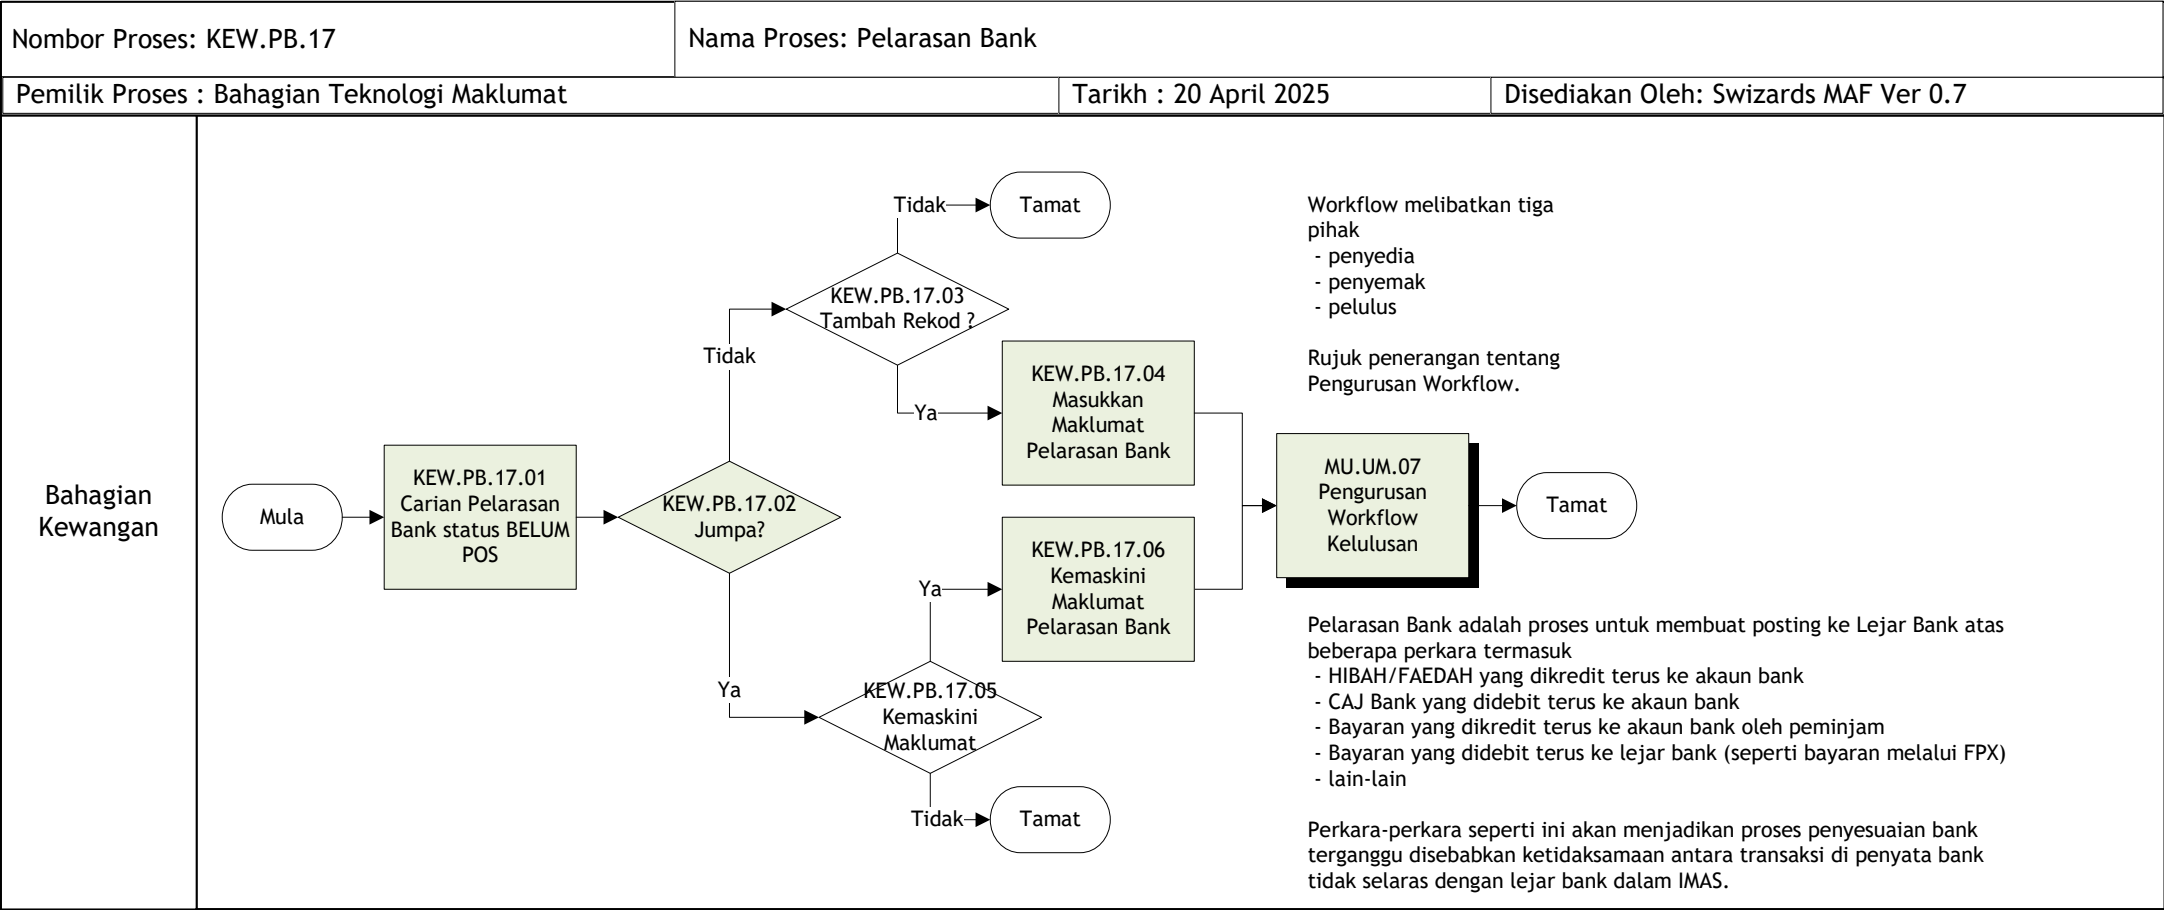 Nombor Proses: KEW.PB.17
Nama Proses: Pelarasan Bank
Pemilik Proses : Bahagian Teknologi Maklumat
Tarikh : 20 April 2025
Disediakan Oleh: Swizards MAF Ver 0.7
Bahagian
Kewangan
Mula
KEW.PB.17.01
Carian Pelarasan
Bank status BELUM
POS
KEW.PB.17.02
Jumpa?
Tidak
KEW.PB.17.03
Tambah Rekod ?
Tidak
Tamat
Ya
KEW.PB.17.04
Masukkan
Maklumat
Pelarasan Bank
Ya
KEW.PB.17.05
Kemaskini
Maklumat
Ya
KEW.PB.17.06
Kemaskini
Maklumat
Pelarasan Bank
Tidak
Tamat
MU.UM.07
Pengurusan
Workflow
Kelulusan
Tamat
Workflow melibatkan tiga
pihak
- penyedia
- penyemak
- pelulus
Rujuk penerangan tentang
Pengurusan Workflow.
Pelarasan Bank adalah proses untuk membuat posting ke Lejar Bank atas
beberapa perkara termasuk
- HIBAH/FAEDAH yang dikredit terus ke akaun bank
- CAJ Bank yang didebit terus ke akaun bank
- Bayaran yang dikredit terus ke akaun bank oleh peminjam
- Bayaran yang didebit terus ke lejar bank (seperti bayaran melalui FPX)
- lain-lain
Perkara-perkara seperti ini akan menjadikan proses penyesuaian bank
terganggu disebabkan ketidaksamaan antara transaksi di penyata bank
tidak selaras dengan lejar bank dalam IMAS.